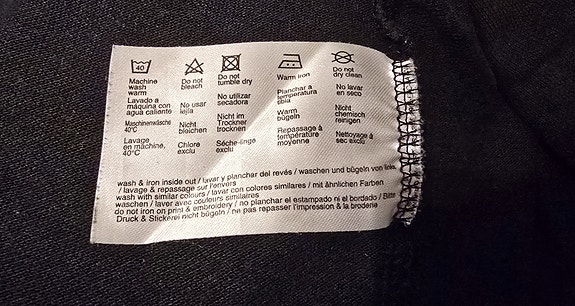 40
Machine
wash
warm
Do not
bleach
Do not
tumble dry
Warm iron
Do not
dry clean
Lavado a
máquina con
agua caliente
No usar
lejía
No utilizar
secadora
Planchar a
temperatura
tibia
No lavar
en seco
Maschinenwäsche
40°C
Nicht
bleichen
Nicht im
Trockner
trocknen
Warm
bügeln
Nicht
chemisch
reinigen
Lavage
en machine,
40°C
Chlore
exclu
Séche-linge
exclu
Repassage à
température
moyenne
Nettoyage à
sec exclu
wash & iron inside out / lavar y planchar del revés / waschen und bügeln von links
/ lavage & repassage sur l'envers
wash with similar colours / lavar con colores similares / mit ähnlichen Farben
waschen / laver avec couleurs similaires
do not iron on print & embroidery / no planchar el estampado ni el bordado / Bitte
Druck & Stickerei nicht bügeln / ne pas repasser l'impression & la broderie